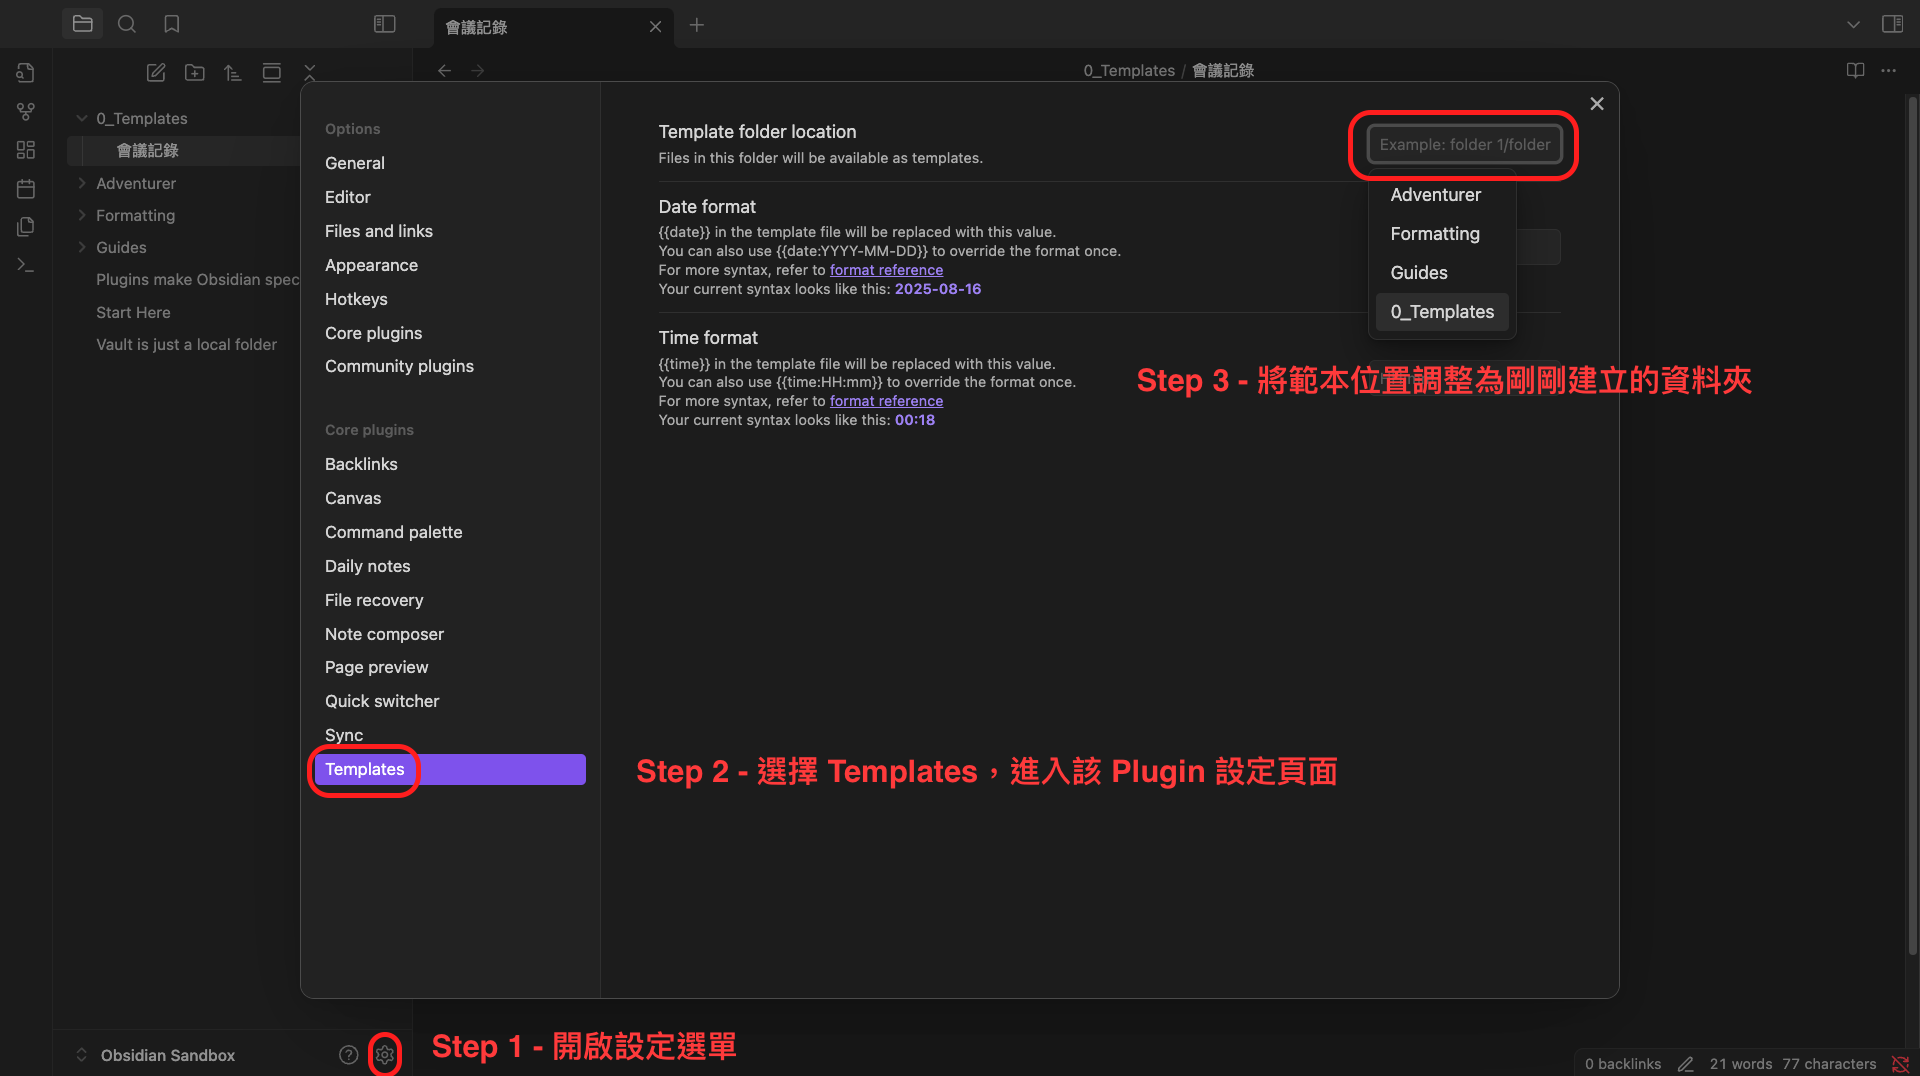 會議記錄
0_Templates / 會議記錄
0_Templates
會議記錄
Adventurer
Formatting
Guides
Plugins make Obsidian spec
Start Here
Vault is just a local folder
Obsidian Sandbox
Options
General
Editor
Files and links
Appearance
Hotkeys
Core plugins
Community plugins
Core plugins
Backlinks
Canvas
Command palette
Daily notes
File recovery
Note composer
Page preview
Quick switcher
Sync
Templates
Template folder location
Files in this folder will be available as templates.
Example: folder 1/folder
Adventurer
Formatting
Guides
0_Templates
Date format
{{date}} in the template file will be replaced with this value.
You can also use {{date:YYYY-MM-DD}} to override the format once.
For more syntax, refer to format reference
Your current syntax looks like this: 2025-08-16
Time format
{{time}} in the template file will be replaced with this value.
You can also use {{time:HH:mm}} to override the format once.
For more syntax, refer to format reference
Your current syntax looks like this: 00:18
Step 3 - 將範本位置調整為剛剛建立的資料夾
Step 2 - 選擇 Templates，進入該 Plugin 設定頁面
Step 1 - 開啟設定選單
0 backlinks
21 words 77 characters